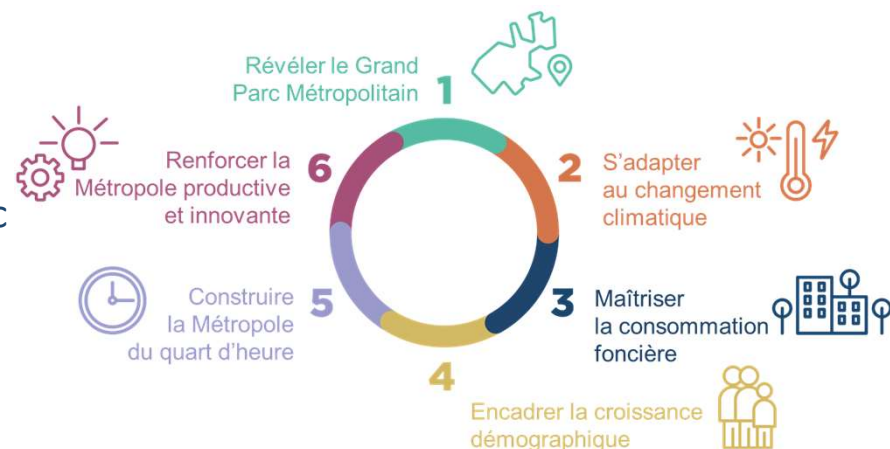 1
Révéler le Grand
Parc Métropolitain
2
S'adapter
au changement
climatique
3
Maîtriser
la consommation
foncière
4
Encadrer la croissance
démographique
5
Construire
la Métropole
du quart d'heure
6
Renforcer la
Métropole productive
et innovante
c